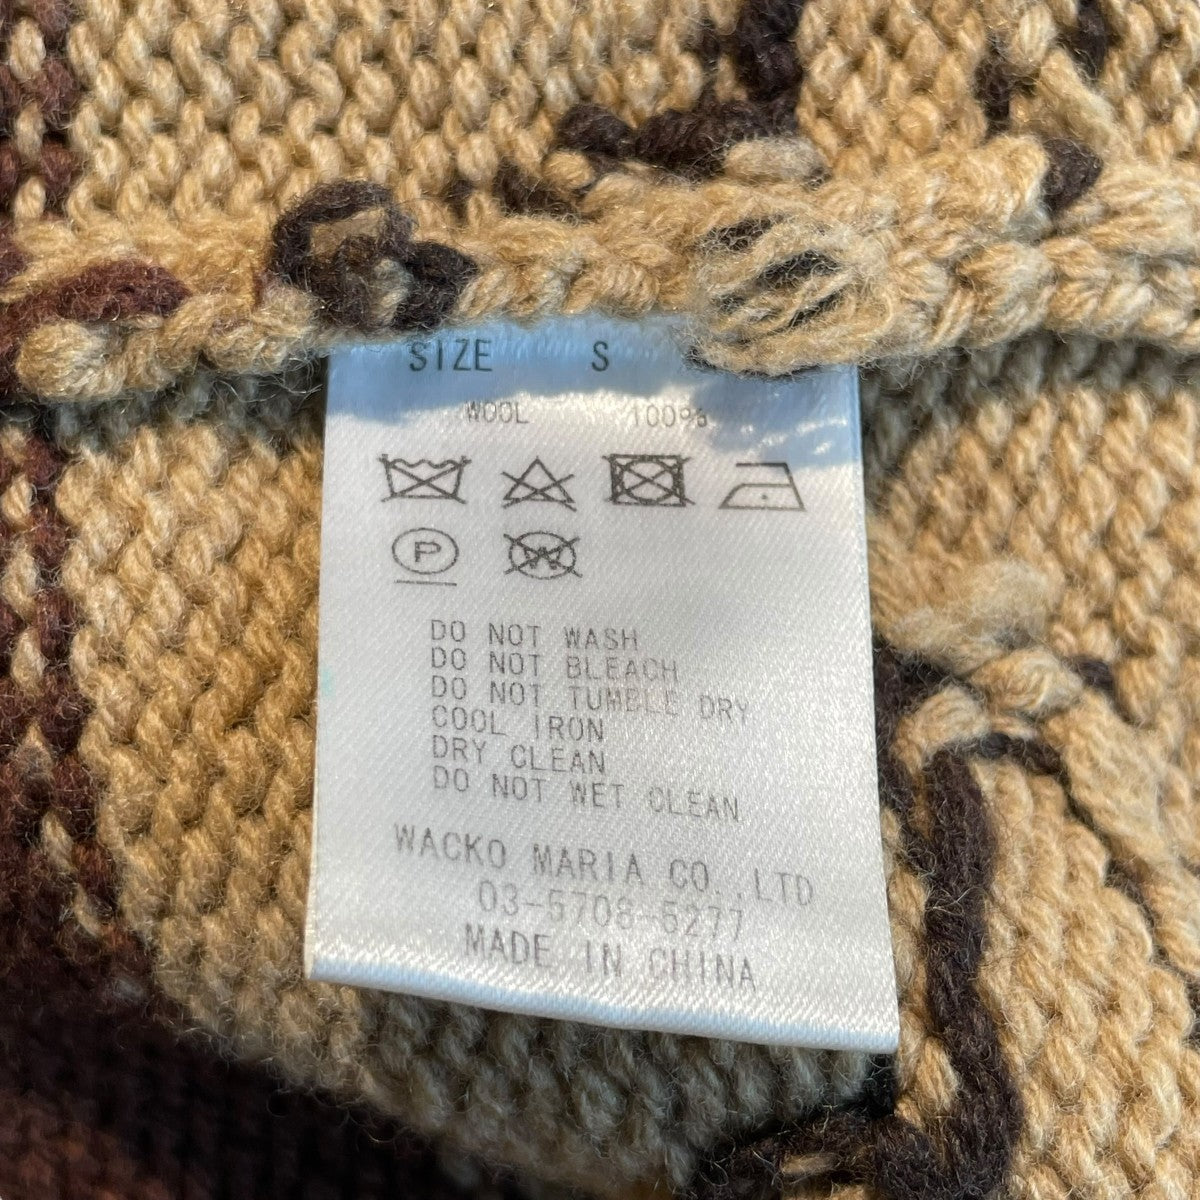 SIZE S
WOOL 100%
P
W
DO NOT WASH
DO NOT BLEACH
DO NOT TUMBLE DRY
COOL IRON
DRY CLEAN
DO NOT WET CLEAN
WACKO MARIA CO.,LTD
03-5708-5277
MADE IN CHINA